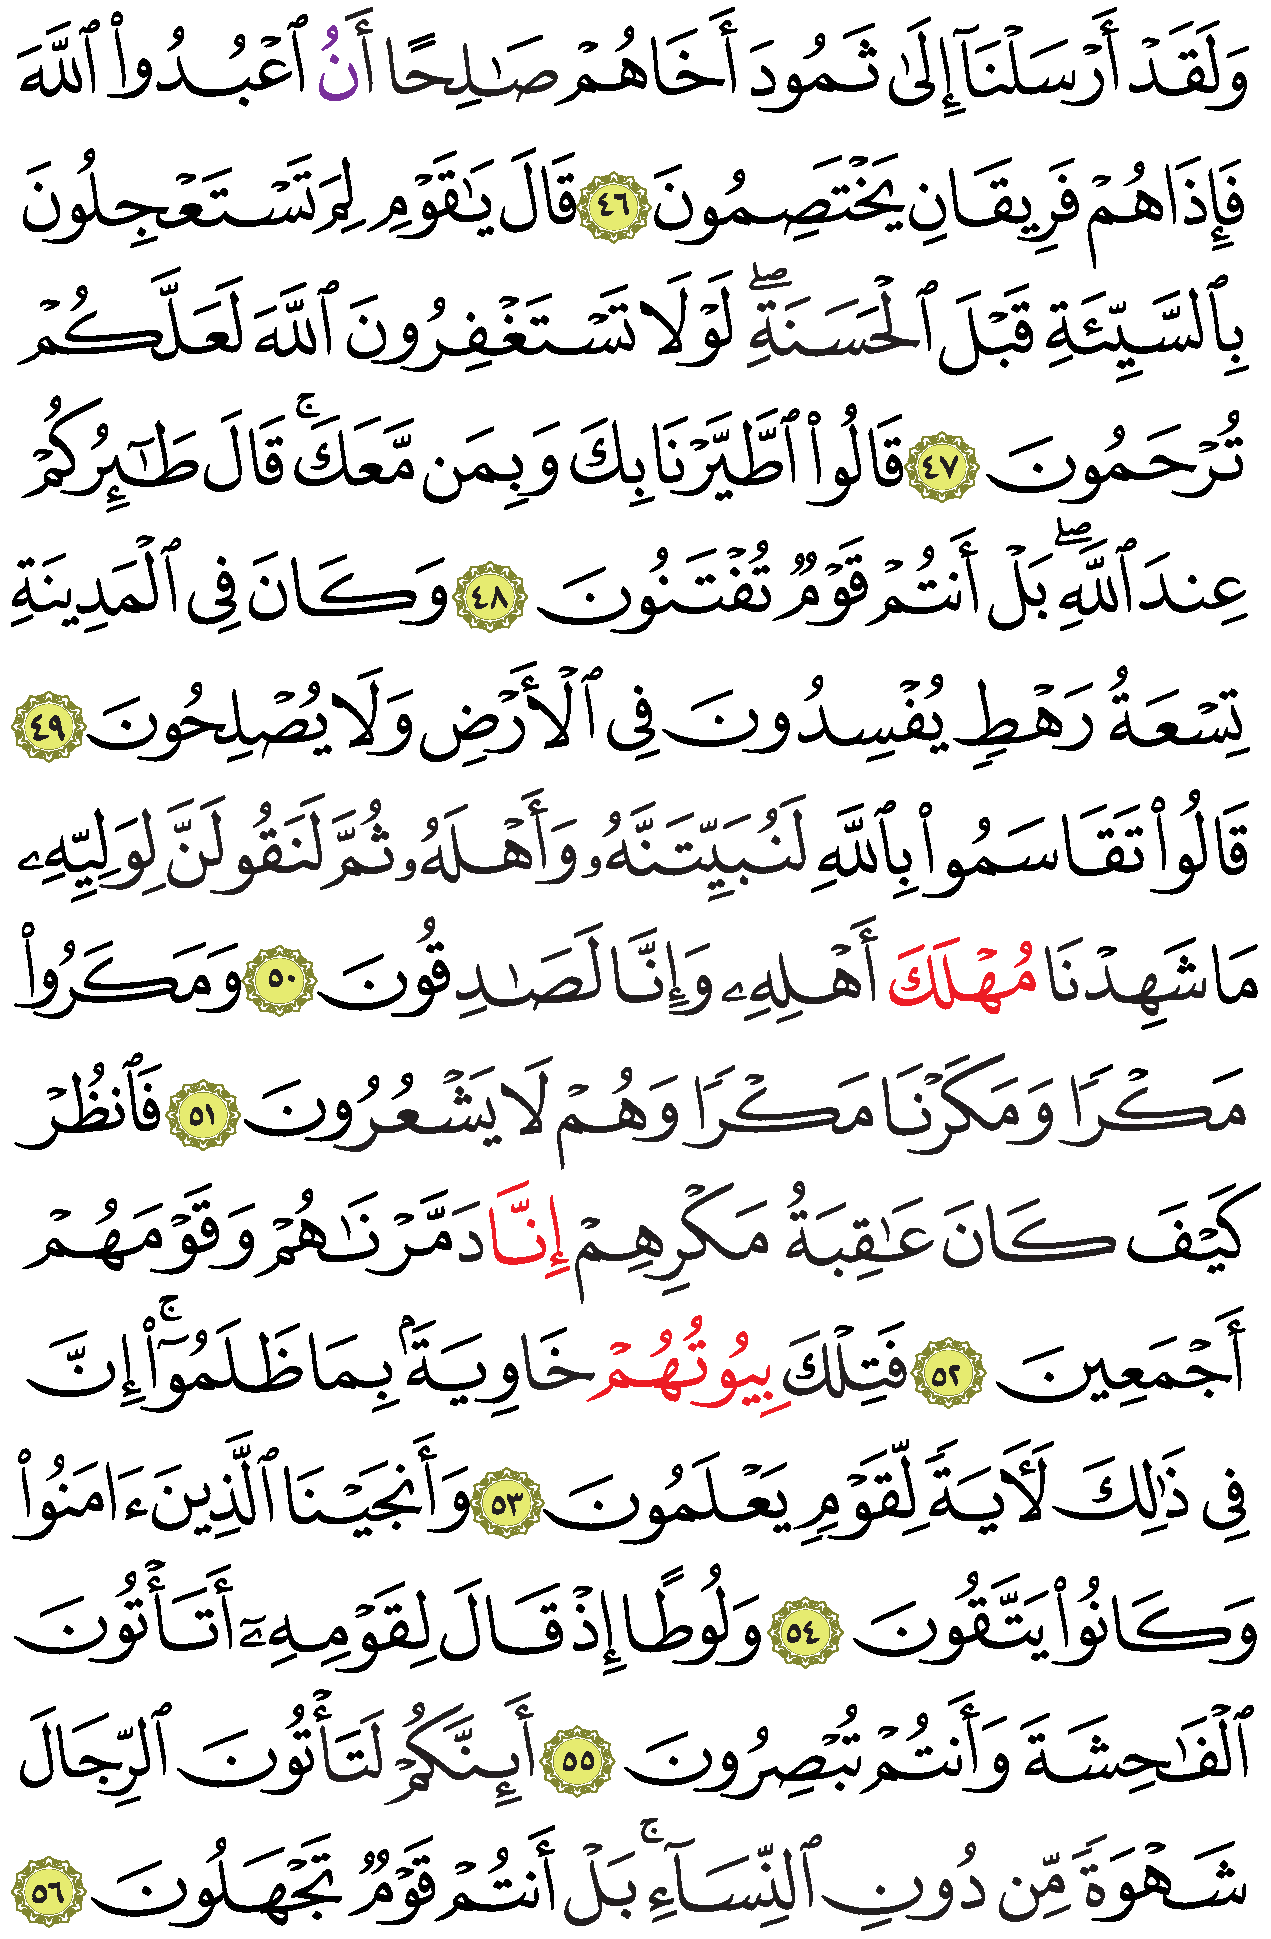 وَلَقَدْ أَرْسَلْنَآ إِلَىٰ ثَمُودَ أَخَاهُمْ صَٰلِحًا أَنُ ٱعْبُدُوا۟ ٱللَّهَ
فَإِذَا هُمْ فَرِيقَانِ يَخْتَصِمُونَ ٤٦ قَالَ يَٰقَوْمِ لِمَ تَسْتَعْجِلُونَ
بِٱلسَّيِّئَةِ قَبْلَ ٱلْحَسَنَةِ ۖ لَوْلَا تَسْتَغْفِرُونَ ٱللَّهَ لَعَلَّكُمْ
تُرْحَمُونَ ٤٧ قَالُوا۟ ٱطَّيَّرْنَا بِكَ وَبِمَن مَّعَكَ ۚ قَالَ طَٰٓئِرُكُمْ
عِندَ ٱللَّهِ ۖ بَلْ أَنتُمْ قَوْمٌ تُفْتَنُونَ ٤٨ وَكَانَ فِى ٱلْمَدِينَةِ
تِسْعَةُ رَهْطٍ يُفْسِدُونَ فِى ٱلْأَرْضِ وَلَا يُصْلِحُونَ ٤٩
قَالُوا۟ تَقَاسَمُوا۟ بِٱللَّهِ لَنُبَيِّتَنَّهُۥ وَأَهْلَهُۥ ثُمَّ لَنَقُولَنَّ لِوَلِيِّهِۦ
مَا شَهِدْنَا مُهْلَكَ أَهْلِهِۦ وَإِنَّا لَصَٰدِقُونَ ٥٠ وَمَكَرُوا۟
مَكْرًا وَمَكَرْنَا مَكْرًا وَهُمْ لَا يَشْعُرُونَ ٥١ فَٱنظُرْ
كَيْفَ كَانَ عَٰقِبَةُ مَكْرِهِمْ إِنَّا دَمَّرْنَٰهُمْ وَقَوْمَهُمْ
أَجْمَعِينَ ٥٢ فَتِلْكَ بِيُوتُهُمْ خَاوِيَةًۢ بِمَا ظَلَمُوٓا۟ ۚ إِنَّ
فِى ذَٰلِكَ لَـَٔايَةً لِّقَوْمٍ يَعْلَمُونَ ٥٣ وَأَنجَيْنَا ٱلَّذِينَ ءَامَنُوا۟
وَكَانُوا۟ يَتَّقُونَ ٥٤ وَلُوطًا إِذْ قَالَ لِقَوْمِهِۦٓ أَتَأْتُونَ
ٱلْفَٰحِشَةَ وَأَنتُمْ تُبْصِرُونَ ٥٥ أَئِنَّكُمْ لَتَأْتُونَ ٱلرِّجَالَ
شَهْوَةً مِّن دُونِ ٱلنِّسَآءِ ۚ بَلْ أَنتُمْ قَوْمٌ تَجْهَلُونَ ٥٦